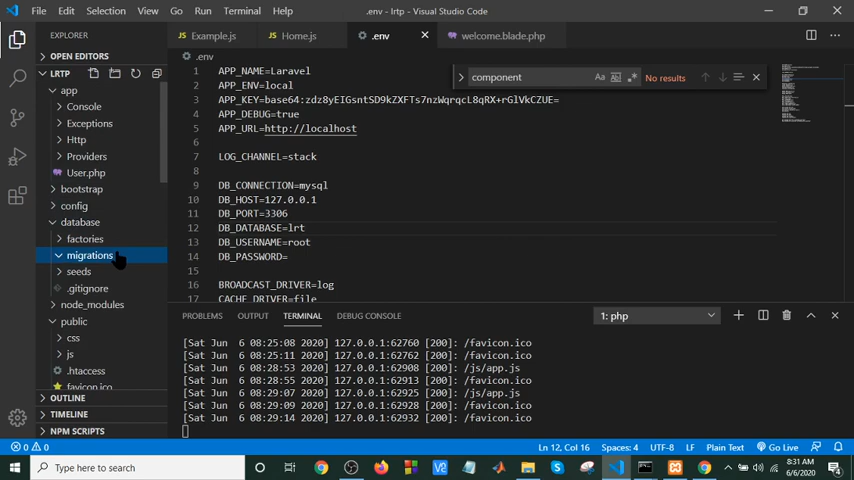 File Edit Selection View Go Run Terminal Help .env - lrtp - Visual Studio Code
EXPLORER
OPEN EDITORS
LRTP
app
Console
Exceptions
Http
Providers
User.php
bootstrap
config
database
factories
migrations
seeds
.gitignore
node_modules
public
css
js
.htaccess
favicon.ico
OUTLINE
TIMELINE
NPM SCRIPTS
Example.js Home.js .env welcome.blade.php
.env
component Aa Ab| .* No results
1 APP_NAME=Laravel
2 APP_ENV=local
3 APP_KEY=base64:zdz8yEIGsntSD9kZXFTs7nzWqrqcL8qRX+rGlVkCZUE=
4 APP_DEBUG=true
5 APP_URL=http://localhost
6
7 LOG_CHANNEL=stack
8
9 DB_CONNECTION=mysql
10 DB_HOST=127.0.0.1
11 DB_PORT=3306
12 DB_DATABASE=lrt
13 DB_USERNAME=root
14 DB_PASSWORD=
15
16 BROADCAST_DRIVER=log
17 CACHE_DRIVER=file
PROBLEMS OUTPUT TERMINAL DEBUG CONSOLE 1: php
[Sat Jun 6 08:25:08 2020] 127.0.0.1:62760 [200]: /favicon.ico
[Sat Jun 6 08:25:11 2020] 127.0.0.1:62762 [200]: /favicon.ico
[Sat Jun 6 08:28:53 2020] 127.0.0.1:62908 [200]: /js/app.js
[Sat Jun 6 08:28:55 2020] 127.0.0.1:62913 [200]: /favicon.ico
[Sat Jun 6 08:29:07 2020] 127.0.0.1:62925 [200]: /js/app.js
[Sat Jun 6 08:29:09 2020] 127.0.0.1:62928 [200]: /favicon.ico
[Sat Jun 6 08:29:14 2020] 127.0.0.1:62932 [200]: /favicon.ico
0 0 Ln 12, Col 16 Spaces: 4 UTF-8 LF Plain Text Go Live
Type here to search
8:31 AM
6/6/2020
4